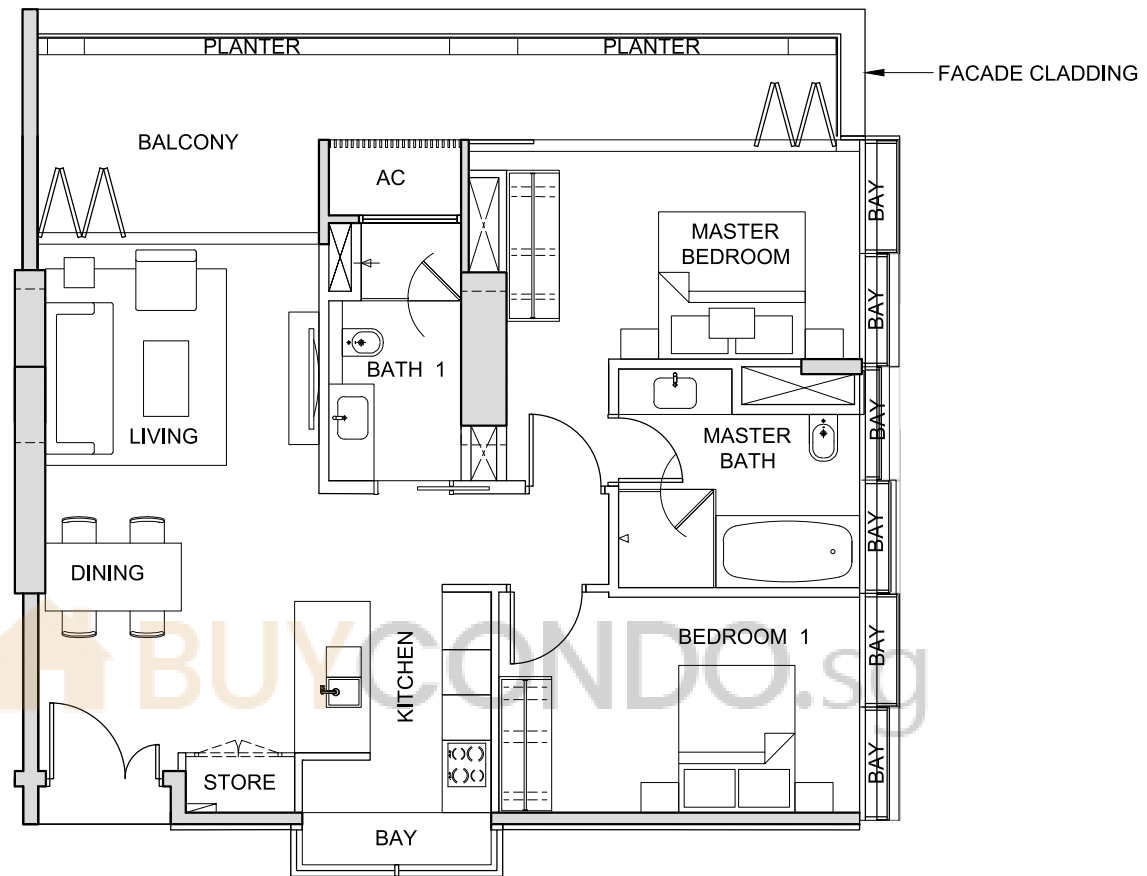 PLANTER
PLANTER
FACADE CLADDING
BALCONY
AC
BAY
MASTER
BEDROOM
BAY
BATH 1
LIVING
MASTER
BATH
BAY
BAY
DINING
BEDROOM 1
BAY
KITCHEN
BUYCONDO.sg
STORE
BAY
BAY